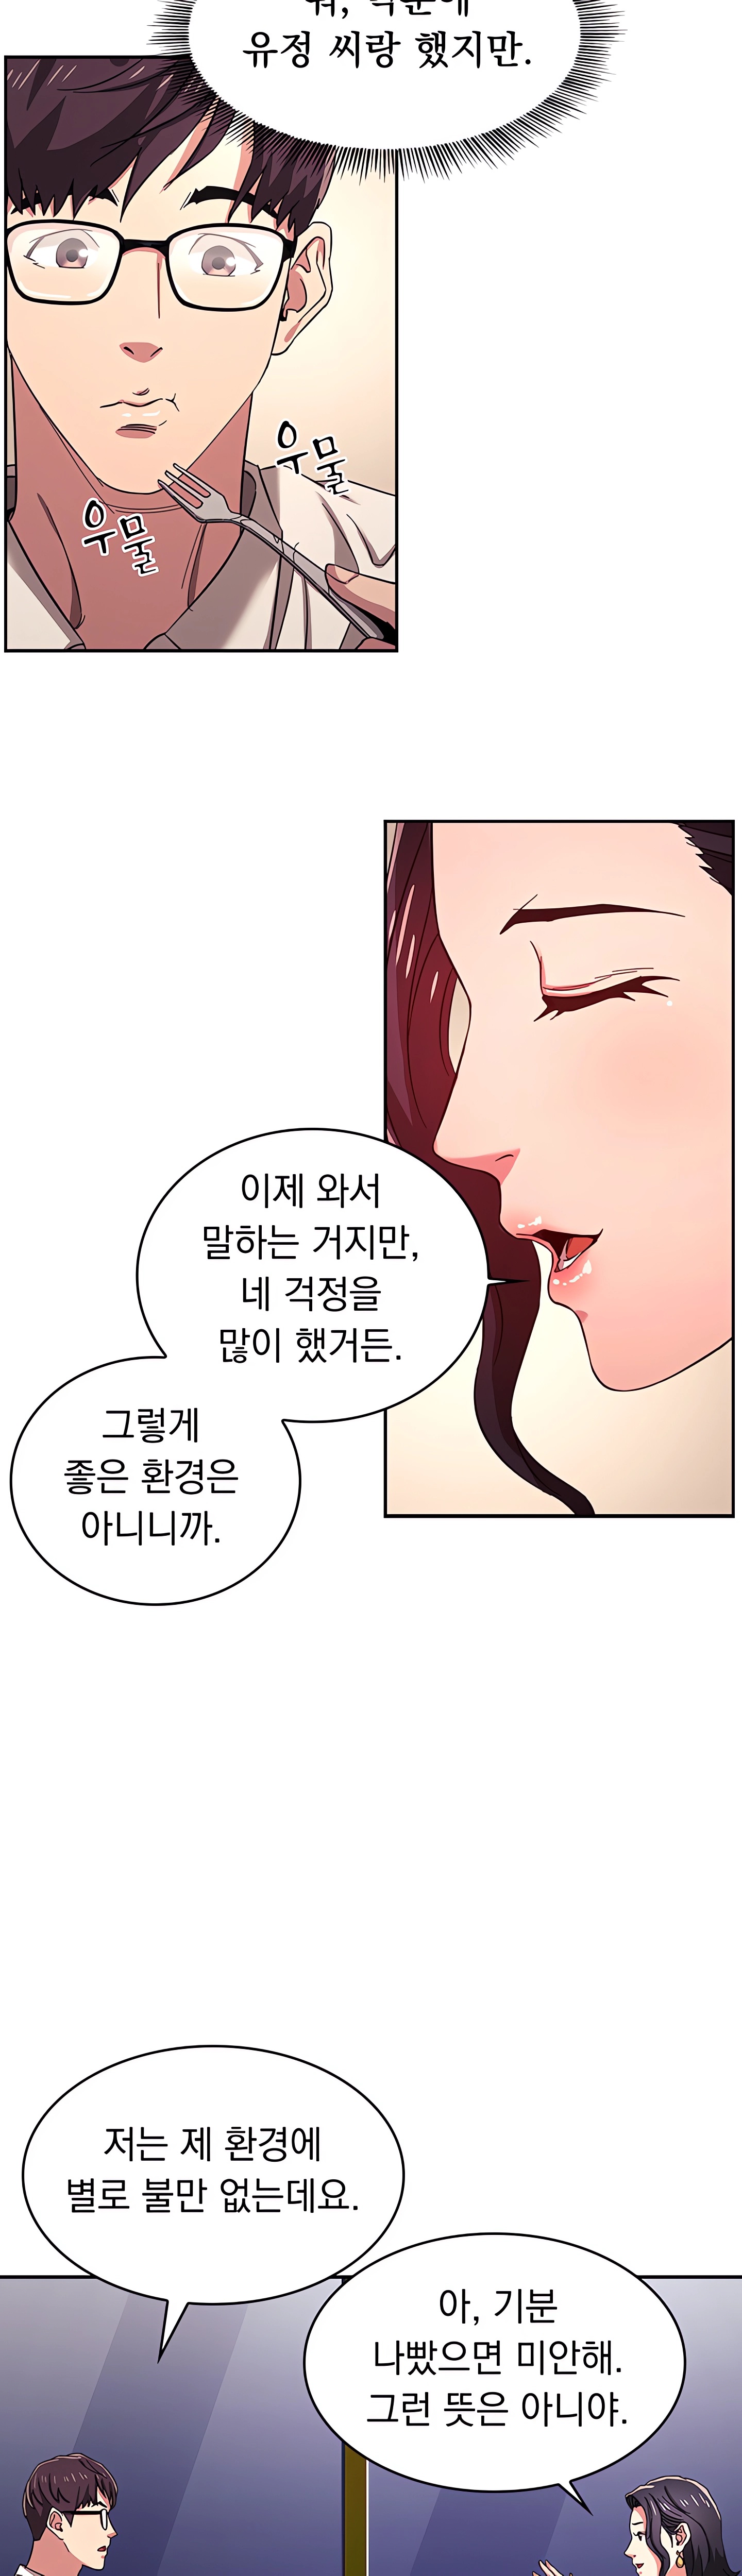 유정 씨랑 했지만.
우물
우물
이제 와서
말하는 거지만,
네 걱정을
많이 했거든.
그렇게
좋은 환경은
아니니까.
저는 제 환경에
별로 불만 없는데요.
아, 기분
나빴으면 미안해.
그런 뜻은 아니야.